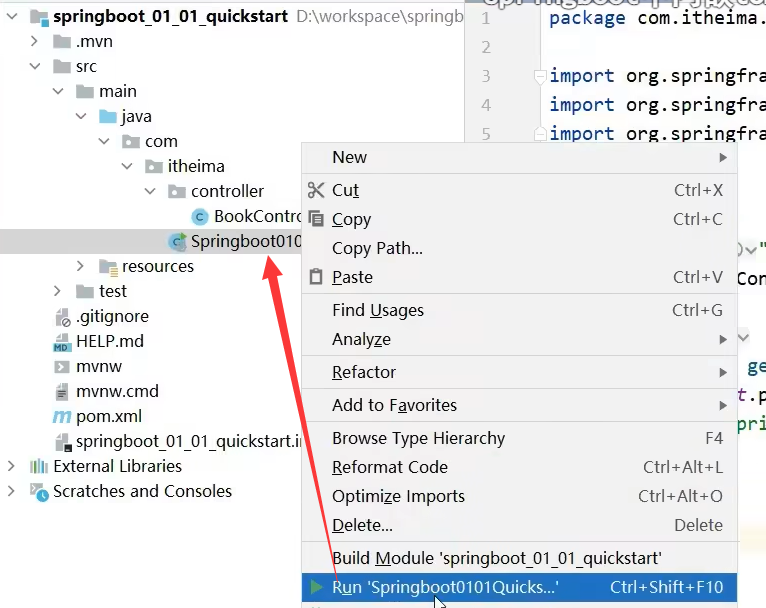 springboot_01_01_quickstart D:\workspace\springb
.mvn
src
main
java
com
itheima
controller
BookContro
Springboot010
resources
test
.gitignore
HELP.md
mvnw
mvnw.cmd
pom.xml
springboot_01_01_quickstart.i
External Libraries
Scratches and Consoles
1 package com.itheima.
2
3 import org.springfra
4 import org.springfra
5 import org.springfra
Con
ge
t.p
pri
New
Cut Ctrl+X
Copy Ctrl+C
Copy Path...
Paste Ctrl+V
Find Usages Ctrl+G
Analyze
Refactor
Add to Favorites
Browse Type Hierarchy F4
Reformat Code Ctrl+Alt+L
Optimize Imports Ctrl+Alt+O
Delete... Delete
Build Module 'springboot_01_01_quickstart'
Run 'Springboot0101Quicks...' Ctrl+Shift+F10